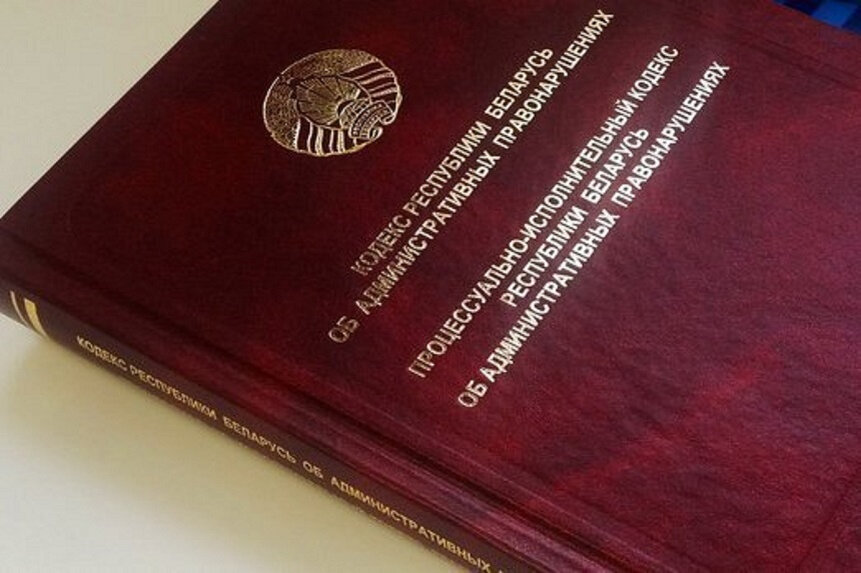 КОДЕКС РЕСПУБЛИКИ БЕЛАРУСЬ
ОБ АДМИНИСТРАТИВНЫХ ПРАВОНАРУШЕНИЯХ
ПРОЦЕССУАЛЬНО-ИСПОЛНИТЕЛЬНЫЙ КОДЕКС
РЕСПУБЛИКИ БЕЛАРУСЬ
ОБ АДМИНИСТРАТИВНЫХ ПРАВОНАРУШЕНИЯХ
КОДЕКС РЕСПУБЛИКИ БЕЛАРУСЬ ОБ АДМИНИСТРАТИВНЫХ